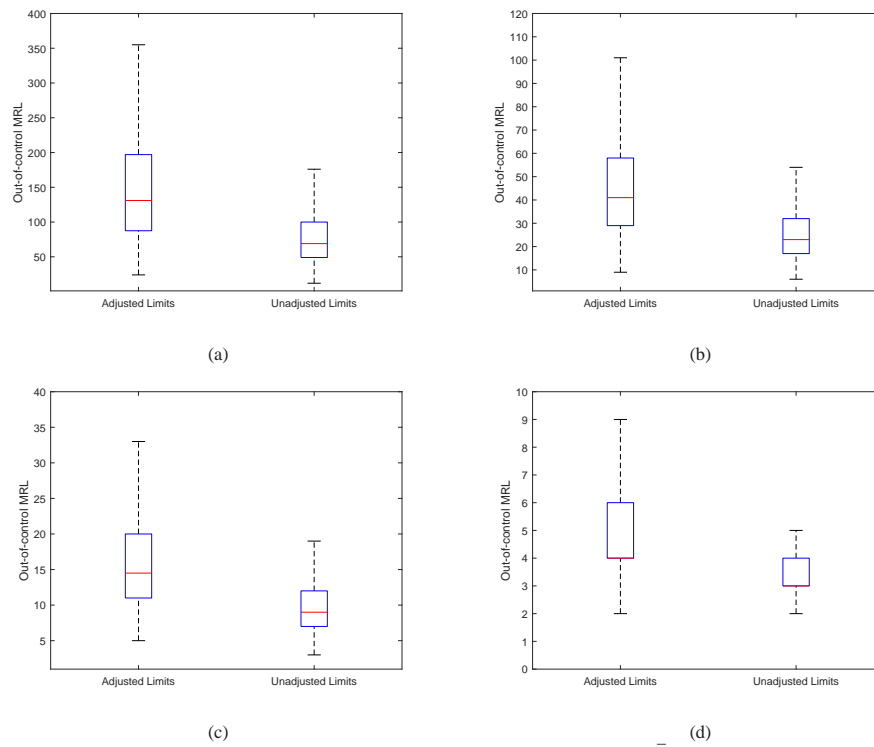 400
350
300
250
200
150
100
50
Out-of-control MRL
Adjusted Limits
Unadjusted Limits
(a)
120
110
100
90
80
70
60
50
40
30
20
10
Out-of-control MRL
Adjusted Limits
Unadjusted Limits
(b)
40
35
30
25
20
15
10
5
Out-of-control MRL
Adjusted Limits
Unadjusted Limits
(c)
10
9
8
7
6
5
4
3
2
1
0
Out-of-control MRL
Adjusted Limits
Unadjusted Limits
(d)